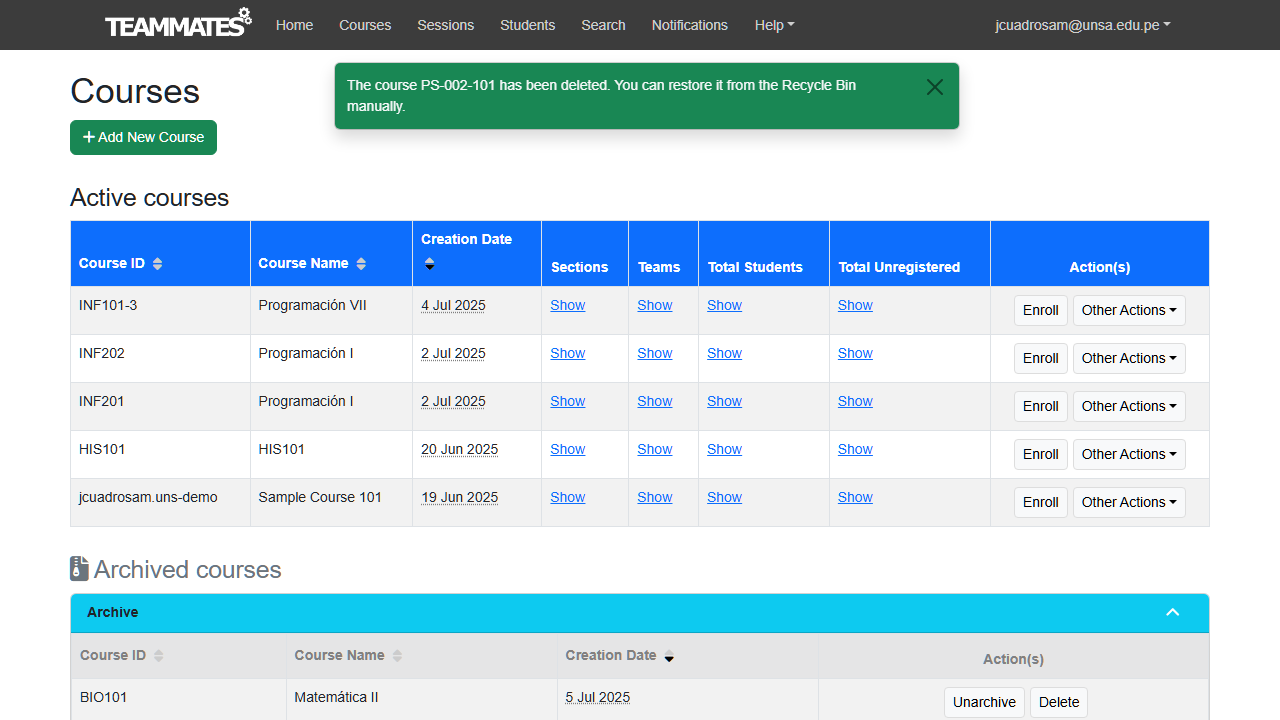 TEAMMATES Home Courses Sessions Students Search Notifications Help jcuadrosam@unsa.edu.pe
Courses
The course PS-002-101 has been deleted. You can restore it from the Recycle Bin
manually.
+ Add New Course
Active courses
Course ID Course Name Creation Date Sections Teams Total Students Total Unregistered Action(s)
INF101-3 Programación VII 4 Jul 2025 Show Show Show Show Enroll Other Actions
INF202 Programación I 2 Jul 2025 Show Show Show Show Enroll Other Actions
INF201 Programación I 2 Jul 2025 Show Show Show Show Enroll Other Actions
HIS101 HIS101 20 Jun 2025 Show Show Show Show Enroll Other Actions
jcuadrosam.uns-demo Sample Course 101 19 Jun 2025 Show Show Show Show Enroll Other Actions
Archived courses
Archive
Course ID Course Name Creation Date Action(s)
BIO101 Matemática II 5 Jul 2025 Unarchive Delete